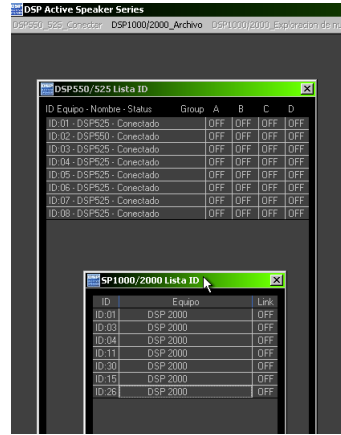 DSP Active Speaker Series
DSP550_525_Conectar DSP1000/2000_Archivo DSP1000/2000_Exploracion de nu
DSP550/525 Lista ID
ID Equipo - Nombre - Status Group A B C D
ID:01 - DSP525 - Conectado OFF OFF OFF OFF
ID:02 - DSP550 - Conectado OFF OFF OFF OFF
ID:03 - DSP525 - Conectado OFF OFF OFF OFF
ID:04 - DSP525 - Conectado OFF OFF OFF OFF
ID:05 - DSP525 - Conectado OFF OFF OFF OFF
ID:06 - DSP525 - Conectado OFF OFF OFF OFF
ID:07 - DSP525 - Conectado OFF OFF OFF OFF
ID:08 - DSP525 - Conectado OFF OFF OFF OFF
SP1000/2000 Lista ID
ID Equipo Link
ID:01 DSP 2000 OFF
ID:03 DSP 2000 OFF
ID:04 DSP 2000 OFF
ID:11 DSP 2000 OFF
ID:30 DSP 2000 OFF
ID:15 DSP 2000 OFF
ID:26 DSP 2000 OFF